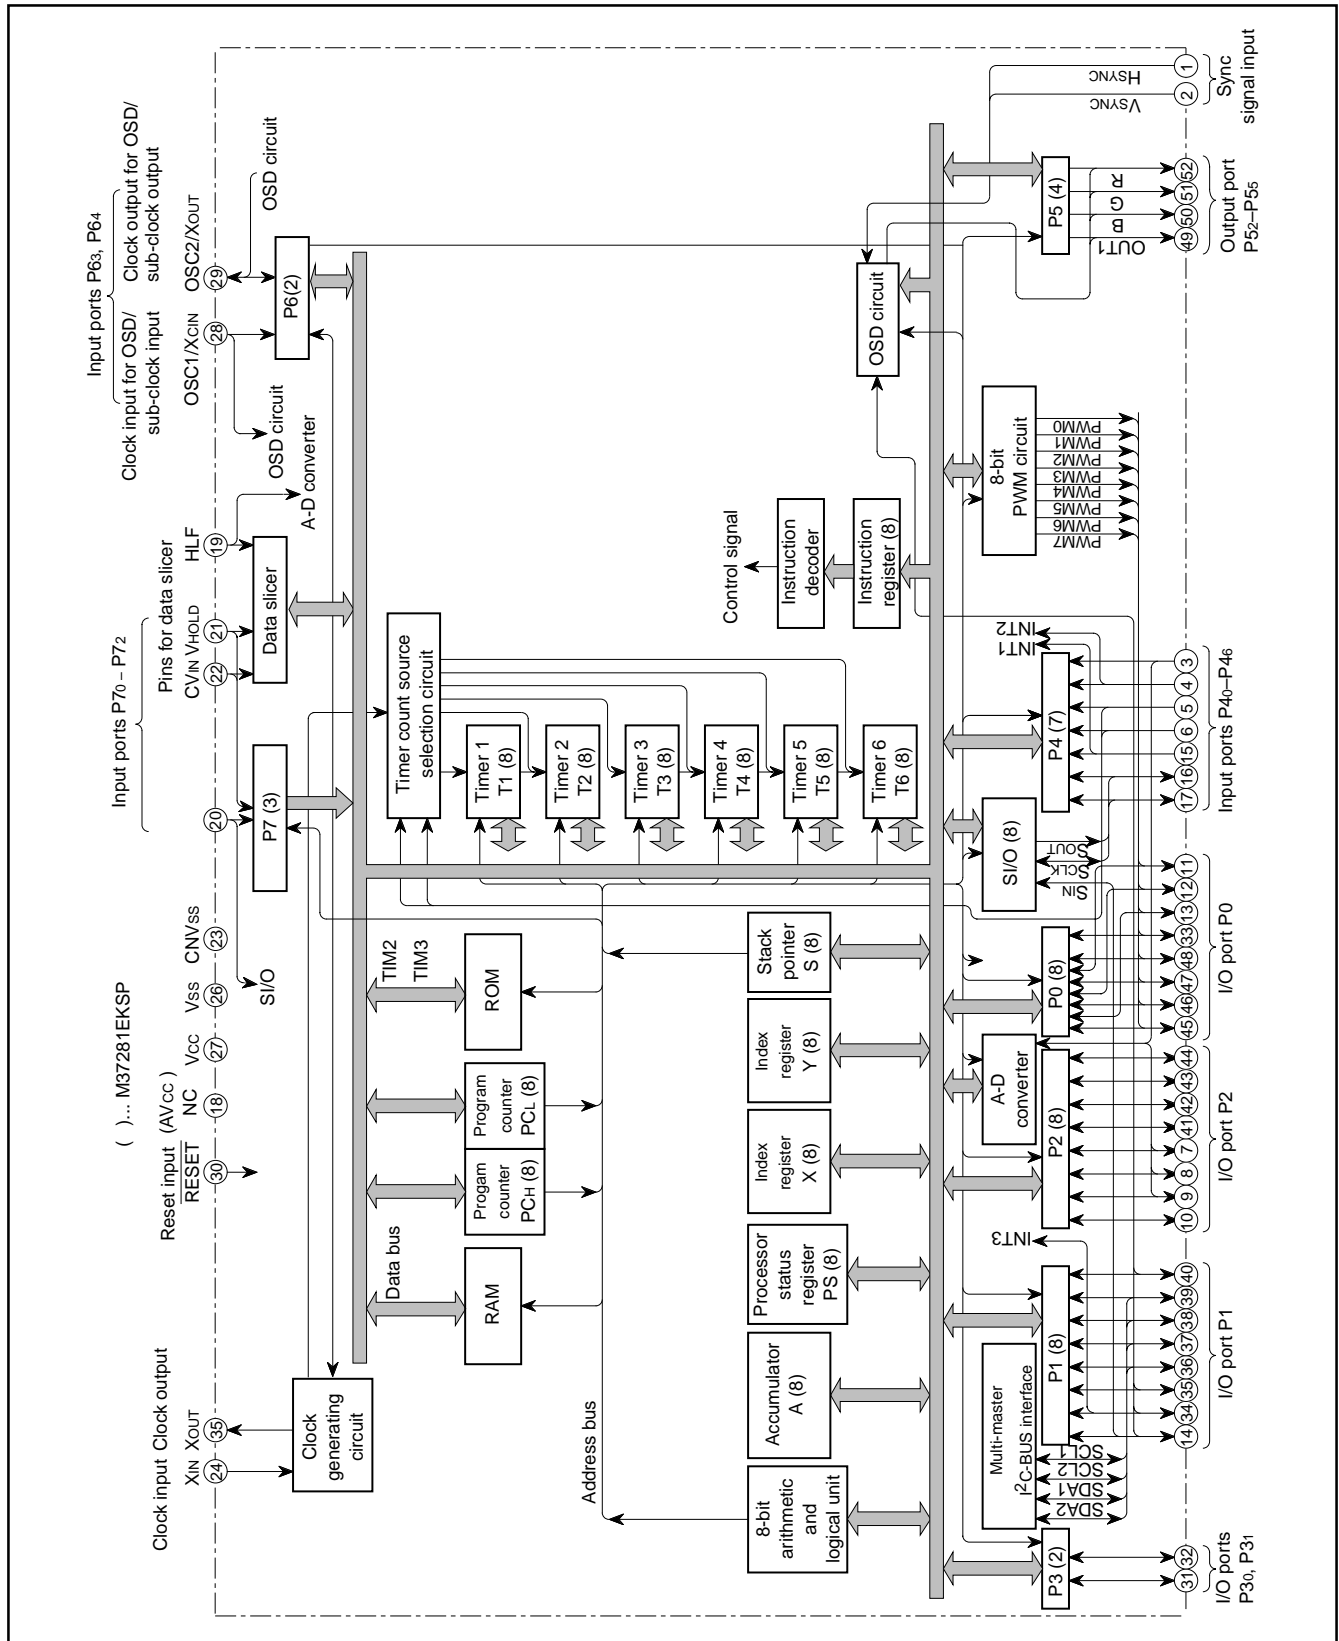 ( )... M37281EKSP
Clock input Clock output
XIN XOUT
24
35
Reset input
RESET
30
(AVCC)
NC
18
VCC
27
VSS
26
CNVSS
23
Input ports P70 – P72
20
22
21
Pins for data slicer
CVIN VHOLD
HLF
19
Input ports P63, P64
Clock input for OSD/
sub-clock input
OSC1/XCIN
28
Clock output for OSD/
sub-clock output
OSC2/XOUT
29
SI/O
A-D converter
OSD circuit
OSD circuit
Clock
generating
circuit
P7 (3)
Data slicer
P6(2)
Data bus
TIM2
TIM3
RAM
Progam
counter
PCH (8)
Program
counter
PCL (8)
ROM
Timer count source
selection circuit
Timer 1
T1 (8)
Timer 2
T2 (8)
Timer 3
T3 (8)
Timer 4
T4 (8)
Timer 5
T5 (8)
Timer 6
T6 (8)
Address bus
8-bit
arithmetic
and
logical unit
Accumulator
A (8)
Processor
status
register
PS (8)
Index
register
X (8)
Index
register
Y (8)
Stack
pointer
S (8)
Control signal
Instruction
decoder
Instruction
register (8)
OSD circuit
Multi-master
I2C-BUS interface
A-D
converter
SI/O (8)
8-bit
PWM circuit
P3 (2)
P1 (8)
P2 (8)
P0 (8)
P4 (7)
P5 (4)
SDA2
SDA1
SCL2
SCL1
INT3
SIN
SCLK
SOUT
INT1
INT2
PWM7
PWM6
PWM5
PWM4
PWM3
PWM2
PWM1
PWM0
OUT1
B
G
R
VSYNC
HSYNC
31 32
14 34 35 36 37 38 39 40
10 9 8 7 41 42 43 44
45 46 47 48 33 13 12 11
17 16 15 6 5 4 3
49 50 51 52
2 1
I/O ports
P30, P31
I/O port P1
I/O port P2
I/O port P0
Input ports P40–P46
Output port
P52–P55
Sync
signal input